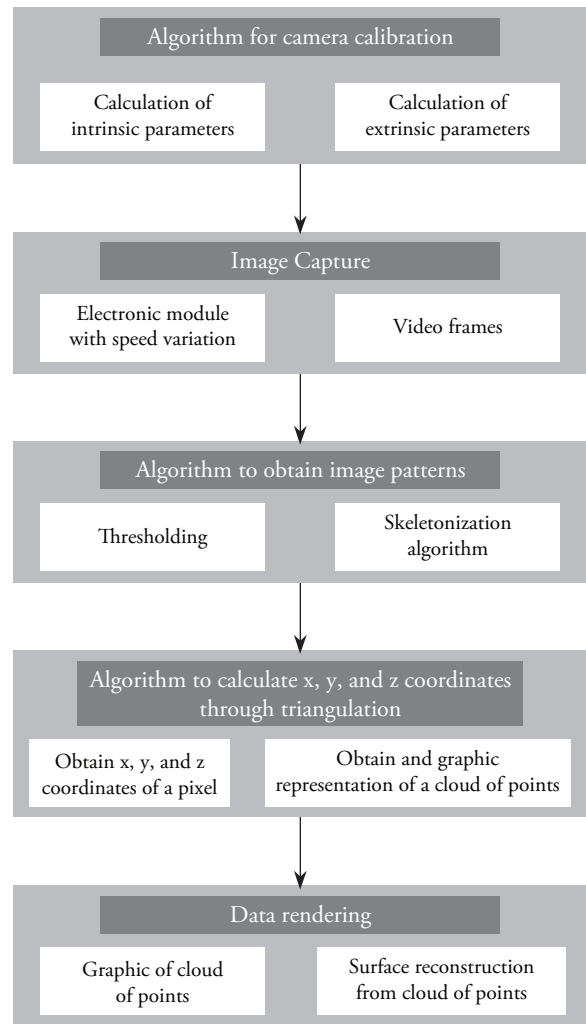 Algorithm for camera calibration
Calculation of
intrinsic parameters
Calculation of
extrinsic parameters
Image Capture
Electronic module
with speed variation
Video frames
Algorithm to obtain image patterns
Thresholding
Skeletonization
algorithm
Algorithm to calculate x, y, and z coordinates
through triangulation
Obtain x, y, and z
coordinates of a pixel
Obtain and graphic
representation of a cloud of points
Data rendering
Graphic of cloud
of points
Surface reconstruction
from cloud of points